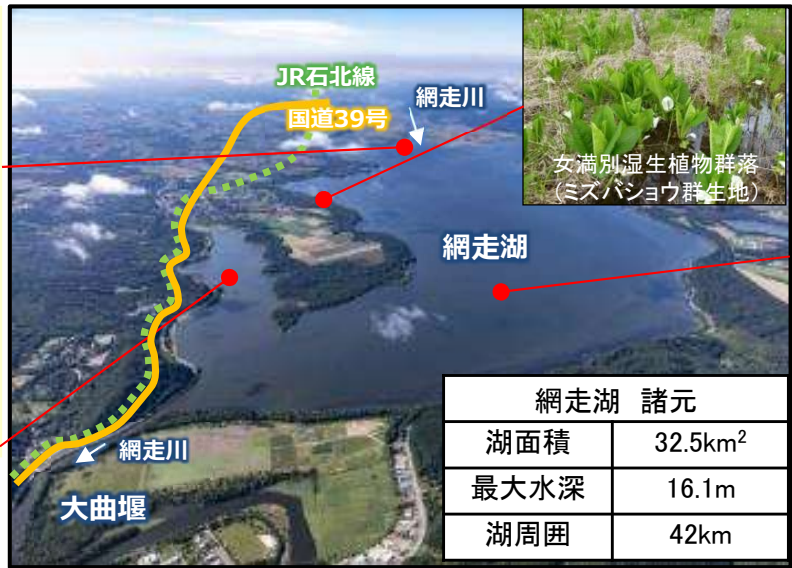 JR石北線
国道39号
網走川
女満別湿生植物群落
(ミズバショウ群生地)
網走湖
網走川
大曲堰
網走湖 諸元
湖面積 32.5km²
最大水深 16.1m
湖周囲 42km